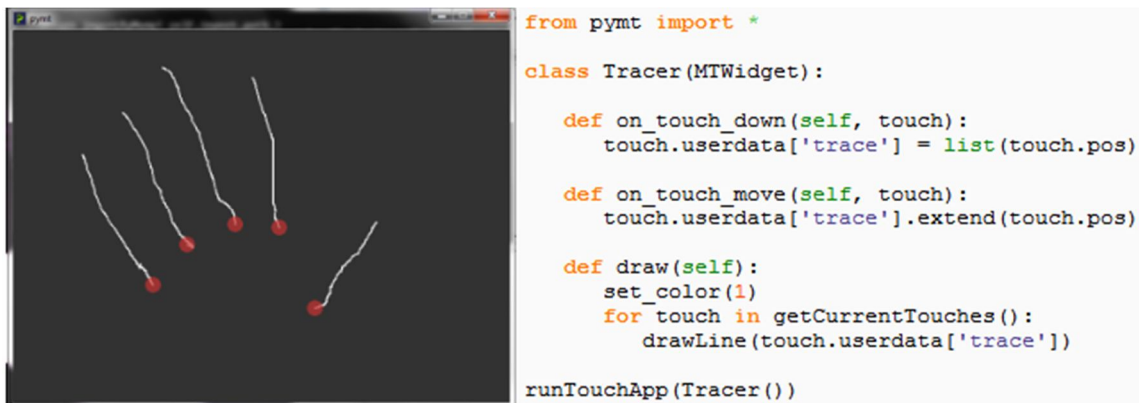 pymt
from pymt import *
class Tracer(MTWidget):
def on_touch_down(self, touch):
touch.userdata['trace'] = list(touch.pos)
def on_touch_move(self, touch):
touch.userdata['trace'].extend(touch.pos)
def draw(self):
set_color(1)
for touch in getCurrentTouches():
drawLine(touch.userdata['trace'])
runTouchApp(Tracer())